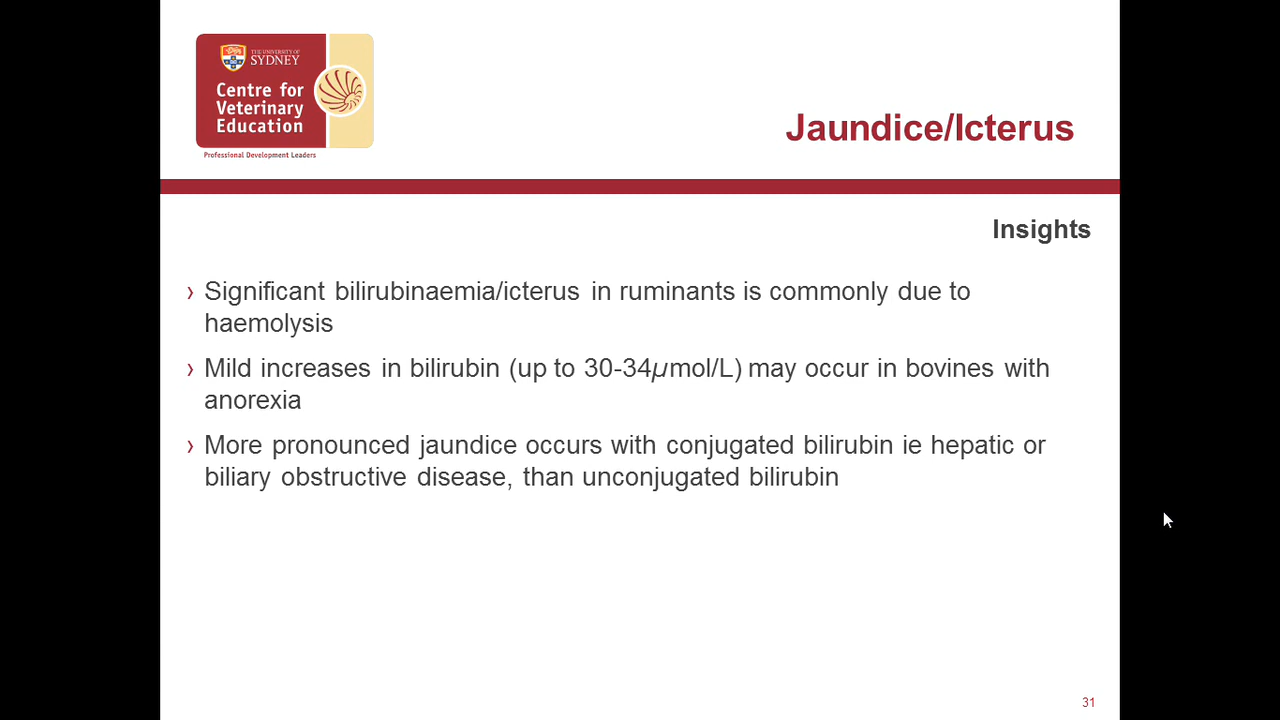 THE UNIVERSITY OF
SYDNEY
Centre for
Veterinary
Education
Professional Development Leaders
Jaundice/Icterus
Insights
› Significant bilirubinaemia/icterus in ruminants is commonly due to
haemolysis
› Mild increases in bilirubin (up to 30-34µmol/L) may occur in bovines with
anorexia
› More pronounced jaundice occurs with conjugated bilirubin ie hepatic or
biliary obstructive disease, than unconjugated bilirubin
31